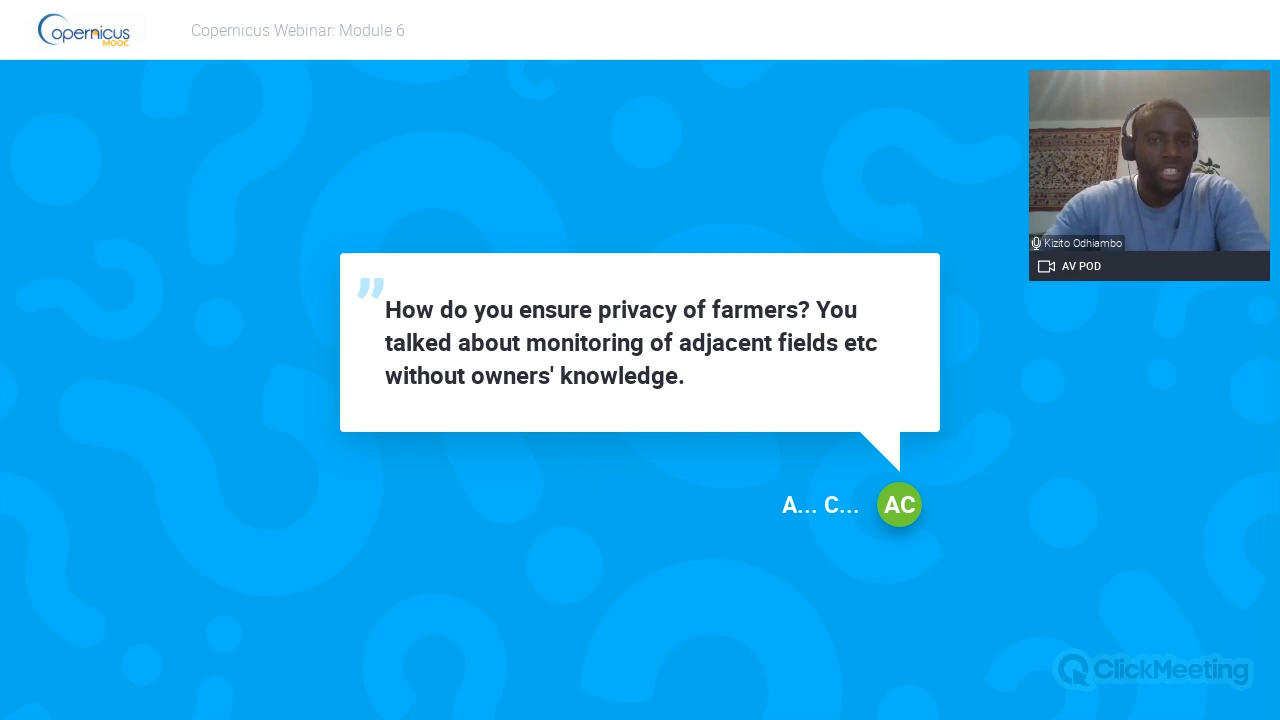 Copernicus
MOOC
Copernicus Webinar: Module 6
Kizito Odhiambo
AV POD
How do you ensure privacy of farmers? You
talked about monitoring of adjacent fields etc
without owners' knowledge.
A... C...
AC
ClickMeeting